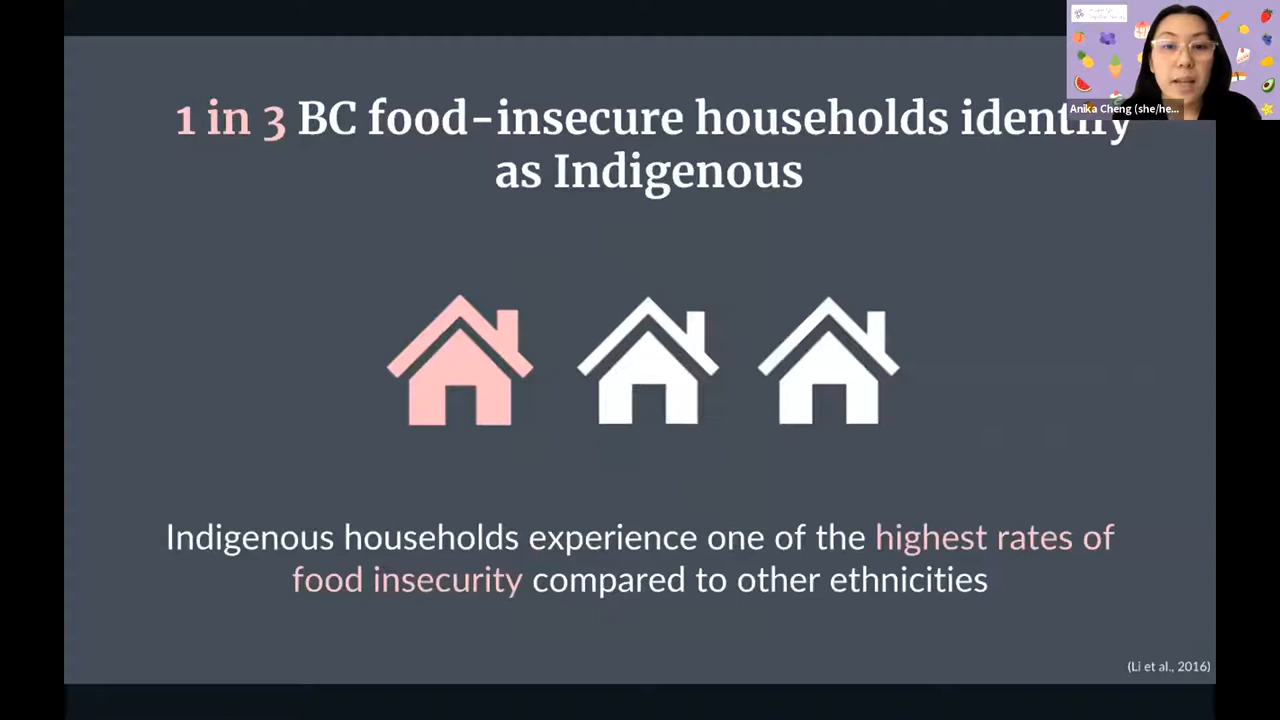 1 in 3 BC food-insecure households identify
as Indigenous
Anika Cheng (she/he...
Indigenous households experience one of the highest rates of
food insecurity compared to other ethnicities
(Li et al., 2016)